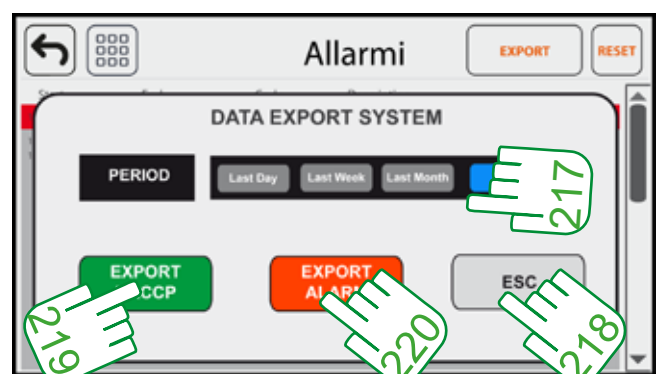 Allarmi EXPORT RESET
DATA EXPORT SYSTEM
PERIOD Last Day Last Week Last Month
217
EXPORT EXPORT ESC
219 220 218